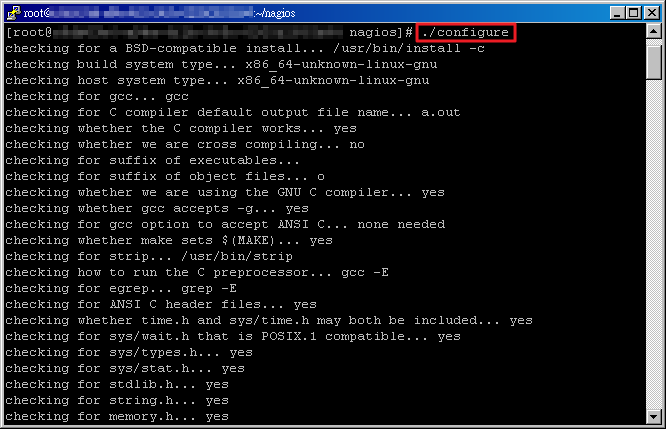 root@ :~/nagios
[root@ nagios]# ./configure
checking for a BSD-compatible install... /usr/bin/install -c
checking build system type... x86_64-unknown-linux-gnu
checking host system type... x86_64-unknown-linux-gnu
checking for gcc... gcc
checking for C compiler default output file name... a.out
checking whether the C compiler works... yes
checking whether we are cross compiling... no
checking for suffix of executables...
checking for suffix of object files... o
checking whether we are using the GNU C compiler... yes
checking whether gcc accepts -g... yes
checking for gcc option to accept ANSI C... none needed
checking whether make sets $(MAKE)... yes
checking for strip... /usr/bin/strip
checking how to run the C preprocessor... gcc -E
checking for egrep... grep -E
checking for ANSI C header files... yes
checking whether time.h and sys/time.h may both be included... yes
checking for sys/wait.h that is POSIX.1 compatible... yes
checking for sys/types.h... yes
checking for sys/stat.h... yes
checking for stdlib.h... yes
checking for string.h... yes
checking for memory.h... yes